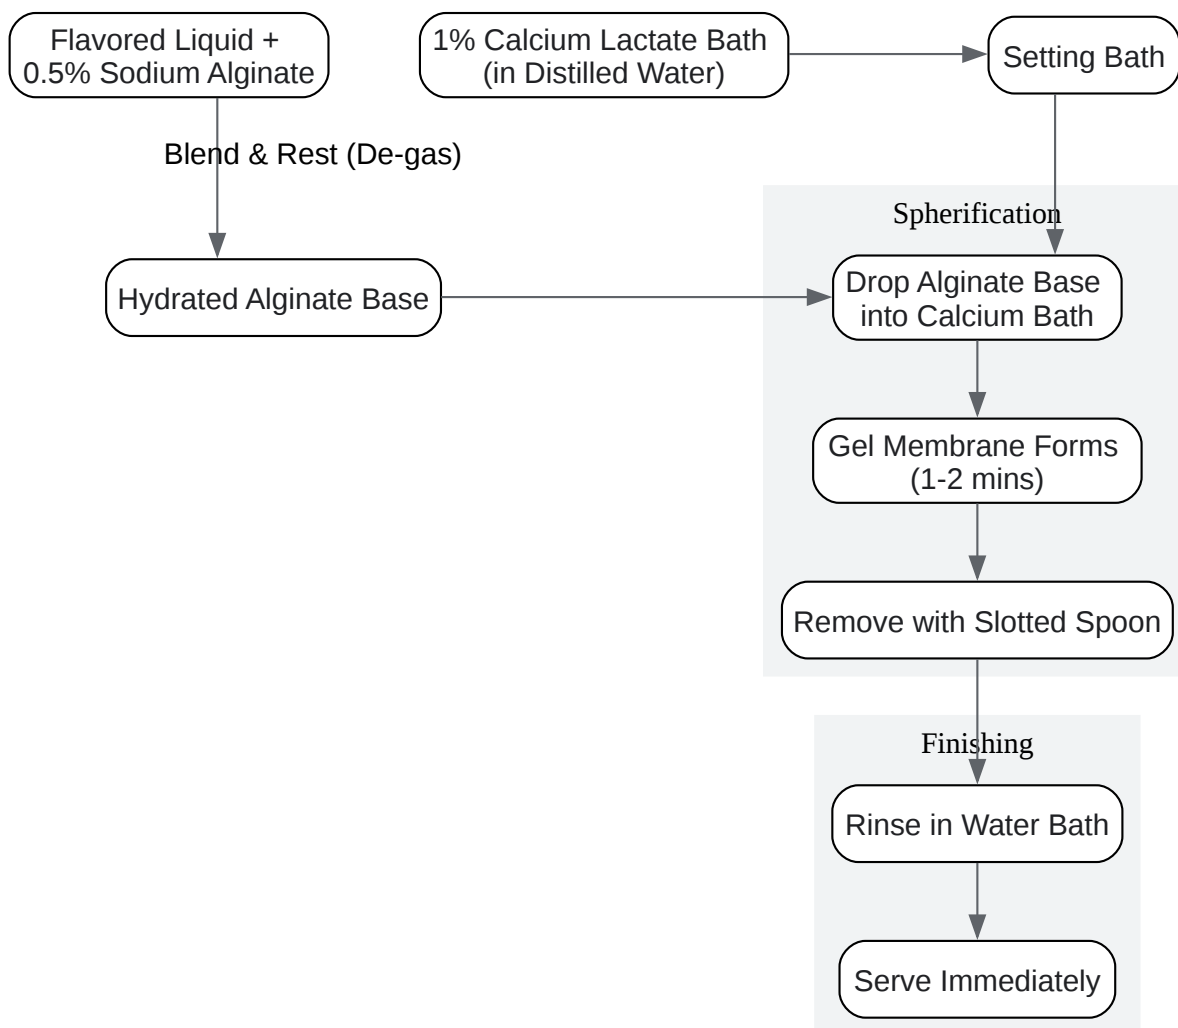 Flavored Liquid +
0.5% Sodium Alginate
1% Calcium Lactate Bath
(in Distilled Water)
Setting Bath
Blend & Rest (De-gas)
Spherification
Hydrated Alginate Base
Drop Alginate Base
into Calcium Bath
Gel Membrane Forms
(1-2 mins)
Remove with Slotted Spoon
Finishing
Rinse in Water Bath
Serve Immediately